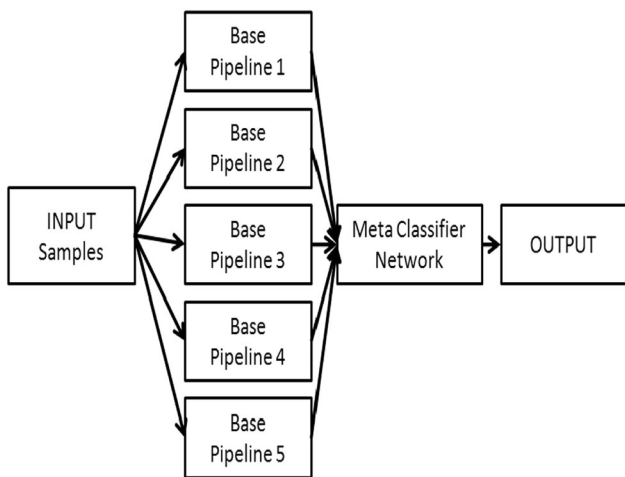 Base
Pipeline 1
Base
Pipeline 2
INPUT
Samples
Base
Pipeline 3
Meta Classifier
Network
OUTPUT
Base
Pipeline 4
Base
Pipeline 5